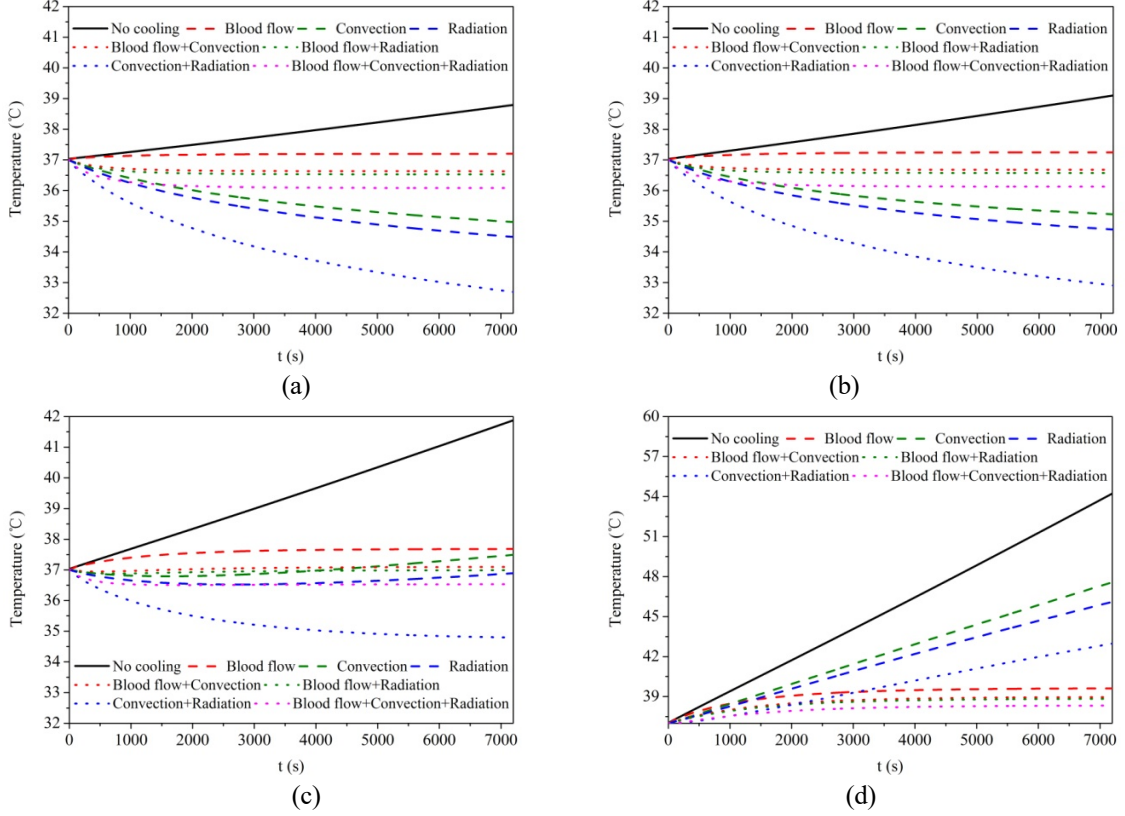 42
41
40
39
38
37
36
35
34
33
32
Temperature (℃)
No cooling Blood flow Convection Radiation
Blood flow+Convection Blood flow+Radiation
Convection+Radiation Blood flow+Convection+Radiation
0 1000 2000 3000 4000 5000 6000 7000
t (s)
(a)
42
41
40
39
38
37
36
35
34
33
32
Temperature (℃)
No cooling Blood flow Convection Radiation
Blood flow+Convection Blood flow+Radiation
Convection+Radiation Blood flow+Convection+Radiation
0 1000 2000 3000 4000 5000 6000 7000
t (s)
(b)
42
41
40
39
38
37
36
35
34
33
32
Temperature (℃)
No cooling Blood flow Convection Radiation
Blood flow+Convection Blood flow+Radiation
Convection+Radiation Blood flow+Convection+Radiation
0 1000 2000 3000 4000 5000 6000 7000
t (s)
(c)
60
57
54
51
48
45
42
39
Temperature (℃)
No cooling Blood flow Convection Radiation
Blood flow+Convection Blood flow+Radiation
Convection+Radiation Blood flow+Convection+Radiation
0 1000 2000 3000 4000 5000 6000 7000
t (s)
(d)